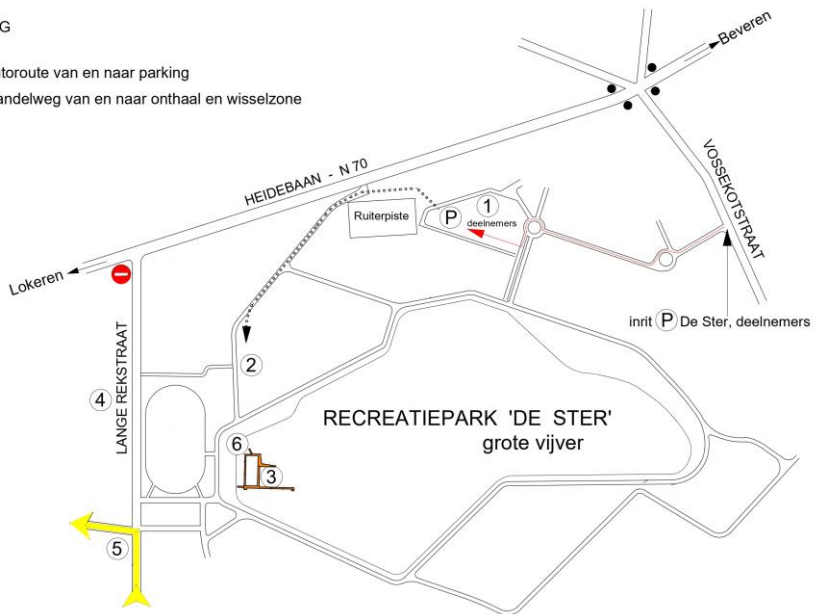 G
toroute van en naar parking
andelweg van en naar onthaal en wisselzone
Beveren
HEIDEBAAN - N 70
VOSSEKOTSTRAAT
Ruiterpiste
P
1
deelnemers
Lokeren
inrit P De Ster, deelnemers
2
4
LANGE REKSTRAAT
RECREATIEPARK 'DE STER'
grote vijver
6
3
5